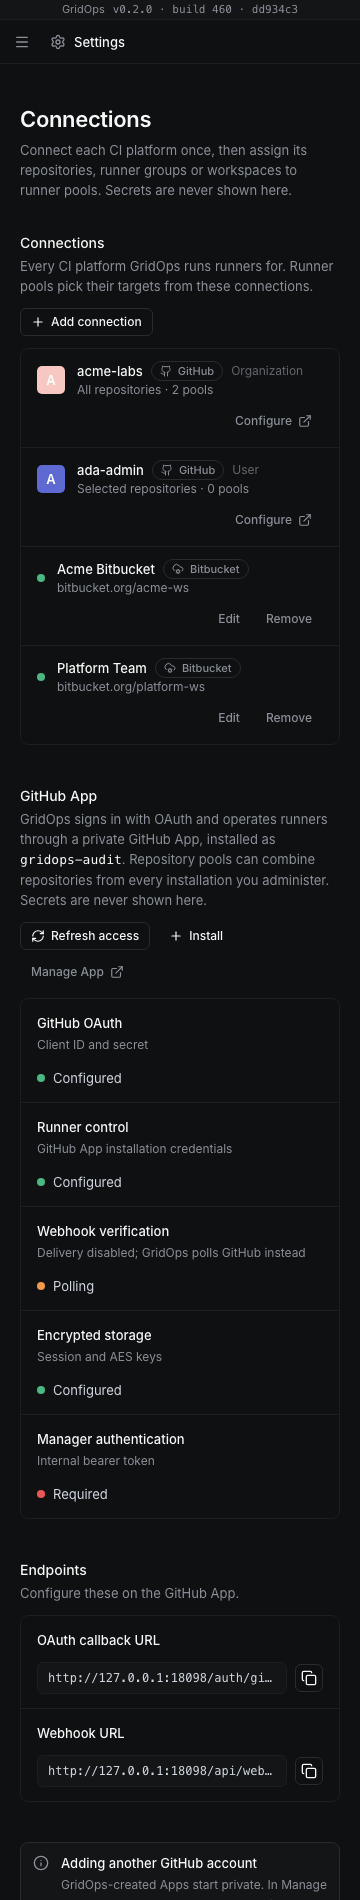 GridOps v0.2.0 · build 460 · dd934c3
Settings
Connections
Connect each CI platform once, then assign its
repositories, runner groups or workspaces to
runner pools. Secrets are never shown here.
Connections
Every CI platform GridOps runs runners for. Runner
pools pick their targets from these connections.
Add connection
A acme-labs GitHub Organization
All repositories · 2 pools
Configure
A ada-admin GitHub User
Selected repositories · 0 pools
Configure
Acme Bitbucket Bitbucket
bitbucket.org/acme-ws
Edit Remove
Platform Team Bitbucket
bitbucket.org/platform-ws
Edit Remove
GitHub App
GridOps signs in with OAuth and operates runners
through a private GitHub App, installed as
gridops-audit. Repository pools can combine
repositories from every installation you administer.
Secrets are never shown here.
Refresh access Install
Manage App
GitHub OAuth
Client ID and secret
Configured
Runner control
GitHub App installation credentials
Configured
Webhook verification
Delivery disabled; GridOps polls GitHub instead
Polling
Encrypted storage
Session and AES keys
Configured
Manager authentication
Internal bearer token
Required
Endpoints
Configure these on the GitHub App.
OAuth callback URL
http://127.0.0.1:18098/auth/gi…
Webhook URL
http://127.0.0.1:18098/api/web…
Adding another GitHub account
GridOps-created Apps start private. In Manage